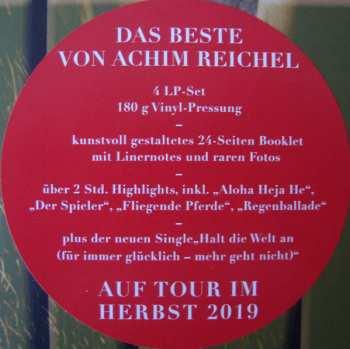 DAS BESTE
VON ACHIM REICHEL
4 LP-Set
180 g Vinyl-Pressung
–
kunstvoll gestaltetes 24-Seiten Booklet
mit Linernotes und raren Fotos
–
über 2 Std. Highlights, inkl. „Aloha Heja He“,
„Der Spieler“, „Fliegende Pferde“, „Regenballade“
–
plus der neuen Single„Halt die Welt an
(für immer glücklich – mehr geht nicht)“
AUF TOUR IM
HERBST 2019